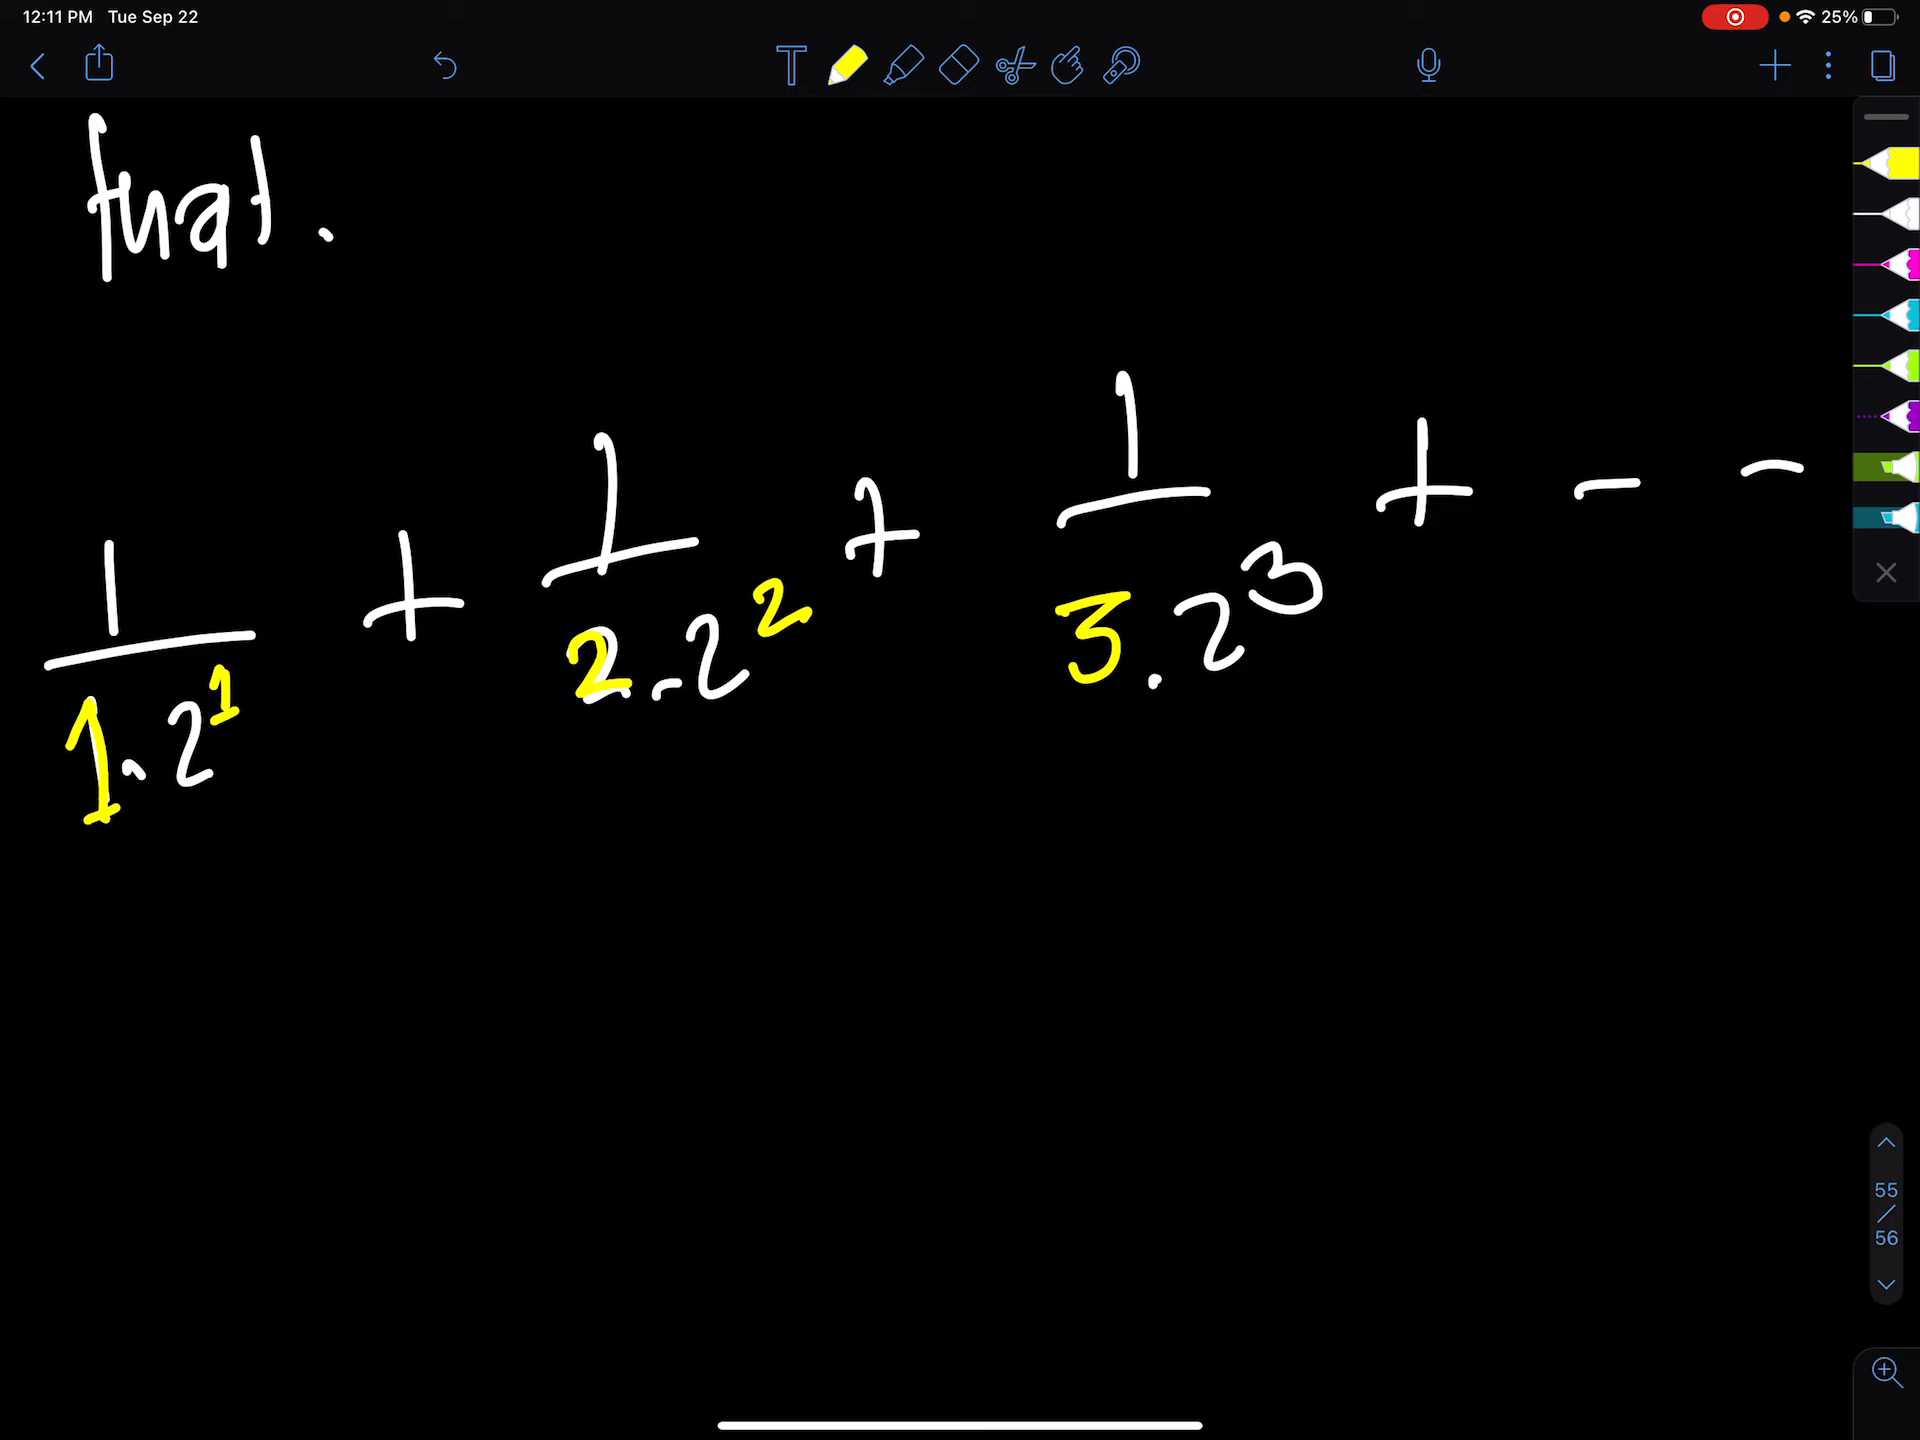 12:11 PM Tue Sep 22
25%
T
1/(1.2^1) + 1/(2.2^2) + 1/(3.2^3) + - -
55
/
56